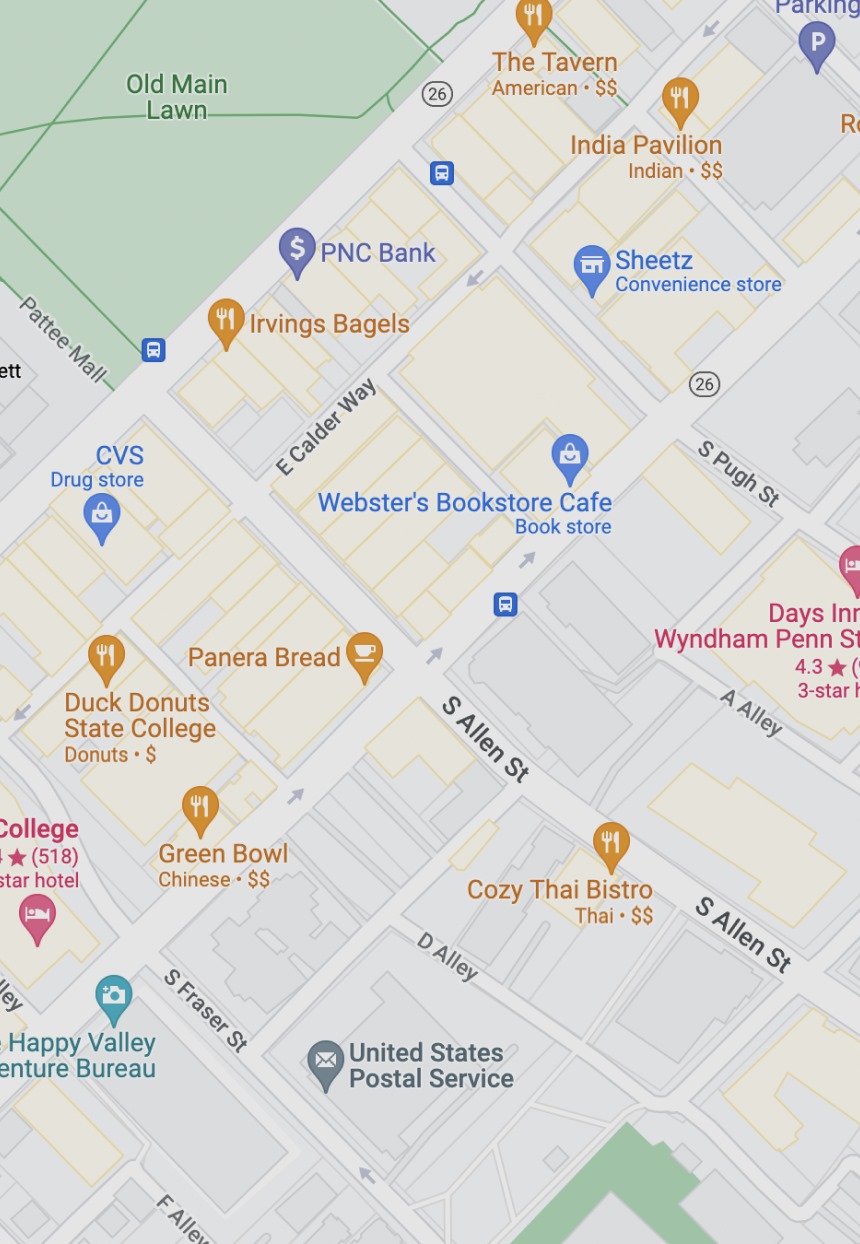 Parking
P
The Tavern
American • $$
Old Main
Lawn
26
India Pavilion
Indian • $$
PNC Bank
Sheetz
Convenience store
Pattee Mall
Irvings Bagels
ett
26
E Calder Way
CVS
Drug store
S Pugh St
Webster's Bookstore Cafe
Book store
Days Inn
Wyndham Penn St
4.3 ★
3-star h
Panera Bread
Duck Donuts
State College
Donuts • $
S Allen St
A Alley
College
★ (518)
star hotel
Green Bowl
Chinese • $$
Cozy Thai Bistro
Thai • $$
S Allen St
D Alley
S Fraser St
lley
e Happy Valley
enture Bureau
United States
Postal Service
F Alley